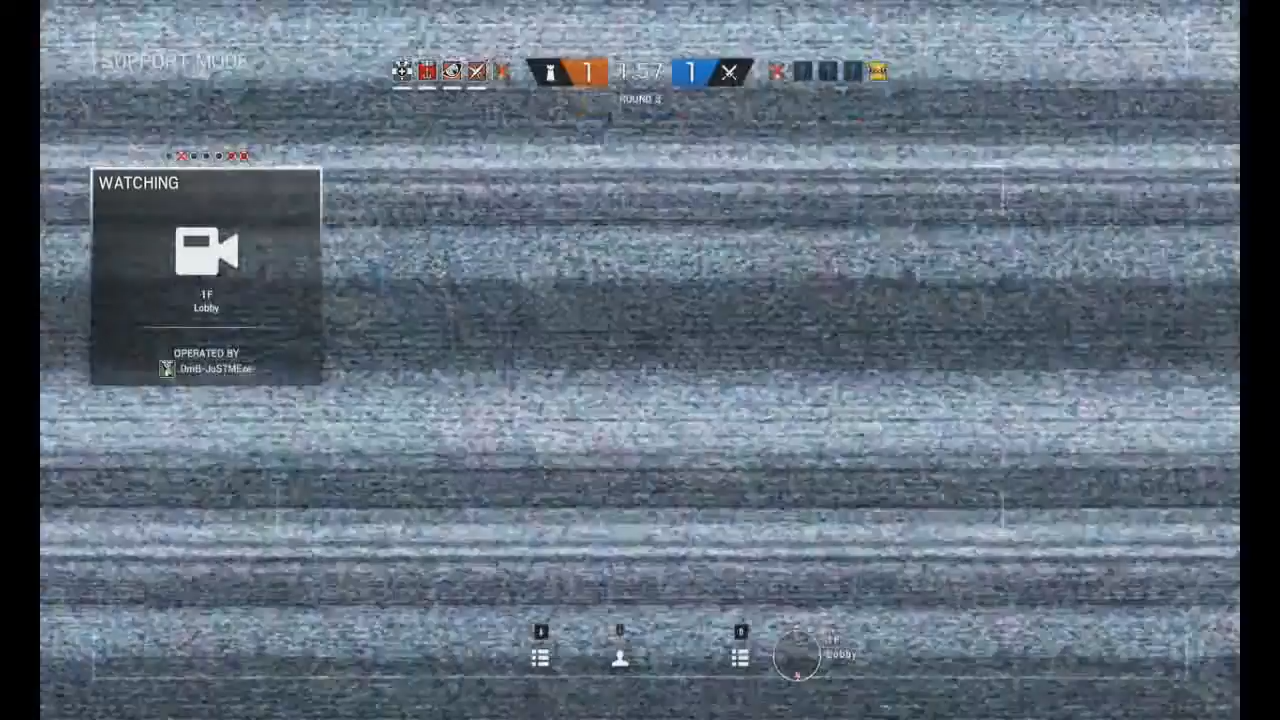 SUPPORT MODE
1 1:57 1
ROUND 3
WATCHING
1F
Lobby
OPERATED BY
Lobby